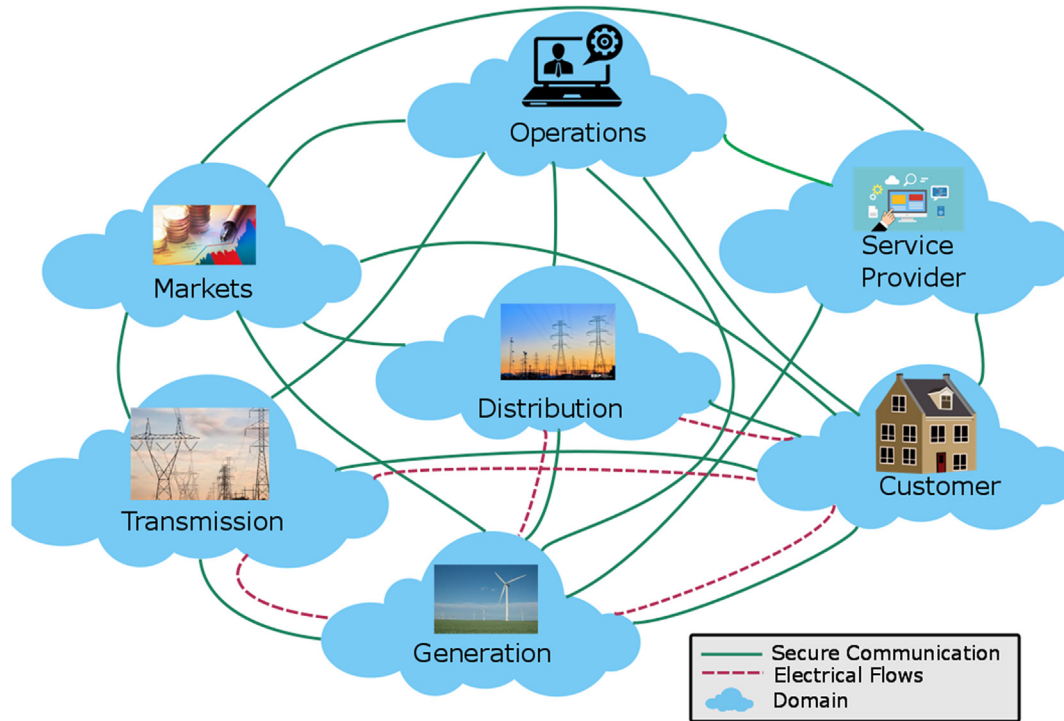 Operations
Markets
Service
Provider
Distribution
Transmission
Customer
Generation
Secure Communication
Electrical Flows
Domain